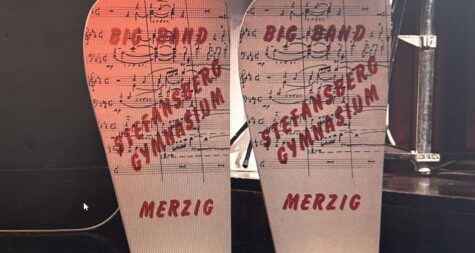 BIG BAND
STEFANSBERG
GYMNASIUM
MERZIG
BIG BAND
STEFANSBERG
GYMNASIUM
MERZIG